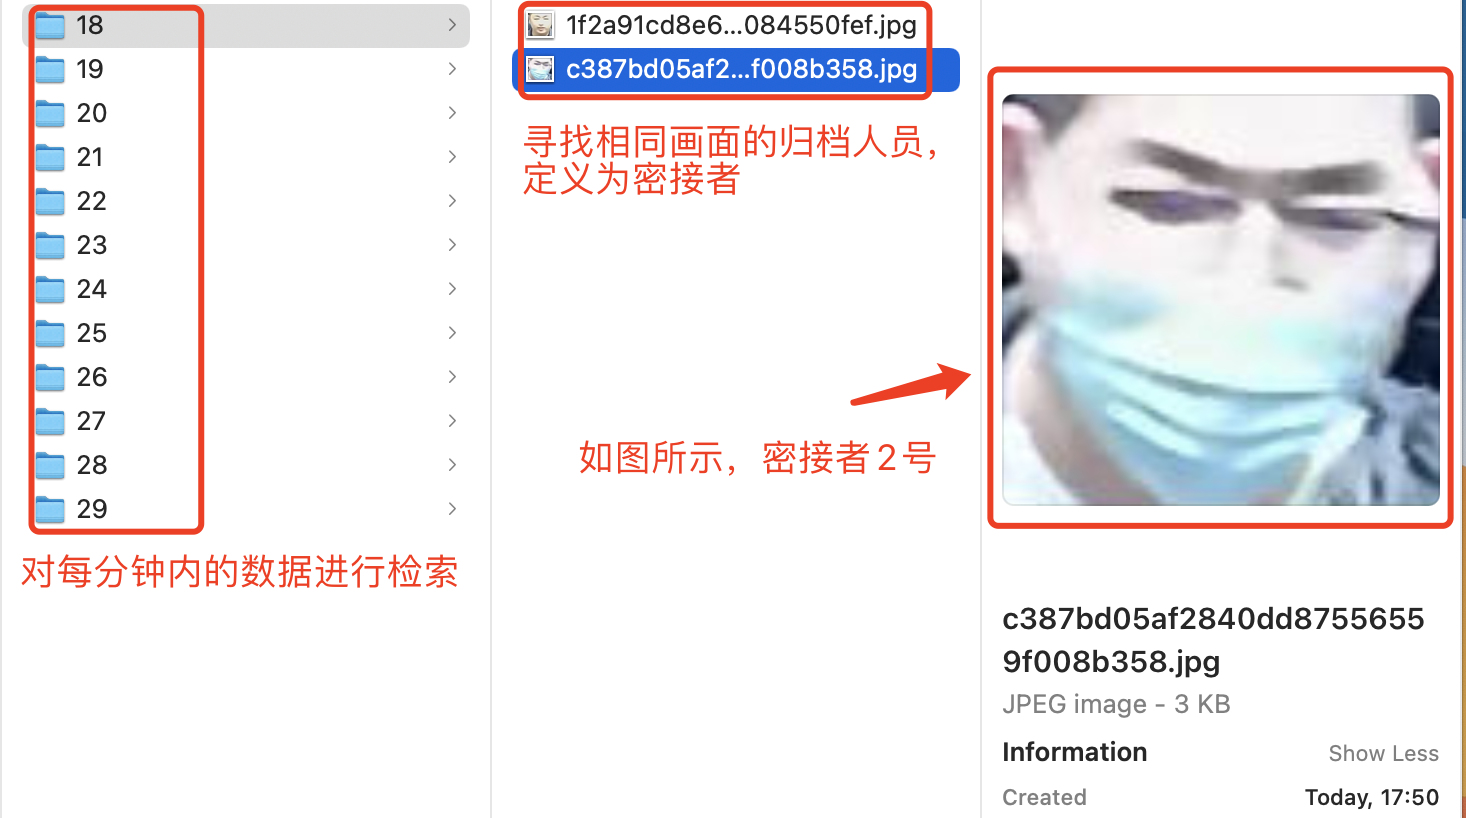 18
19
20
21
22
23
24
25
26
27
28
29
对每分钟内的数据进行检索
1f2a91cd8e6...084550fef.jpg
c387bd05af2...f008b358.jpg
寻找相同画面的归档人员，
定义为密接者
如图所示，密接者2号
c387bd05af2840dd8755655
9f008b358.jpg
JPEG image - 3 KB
Information Show Less
Created Today, 17:50